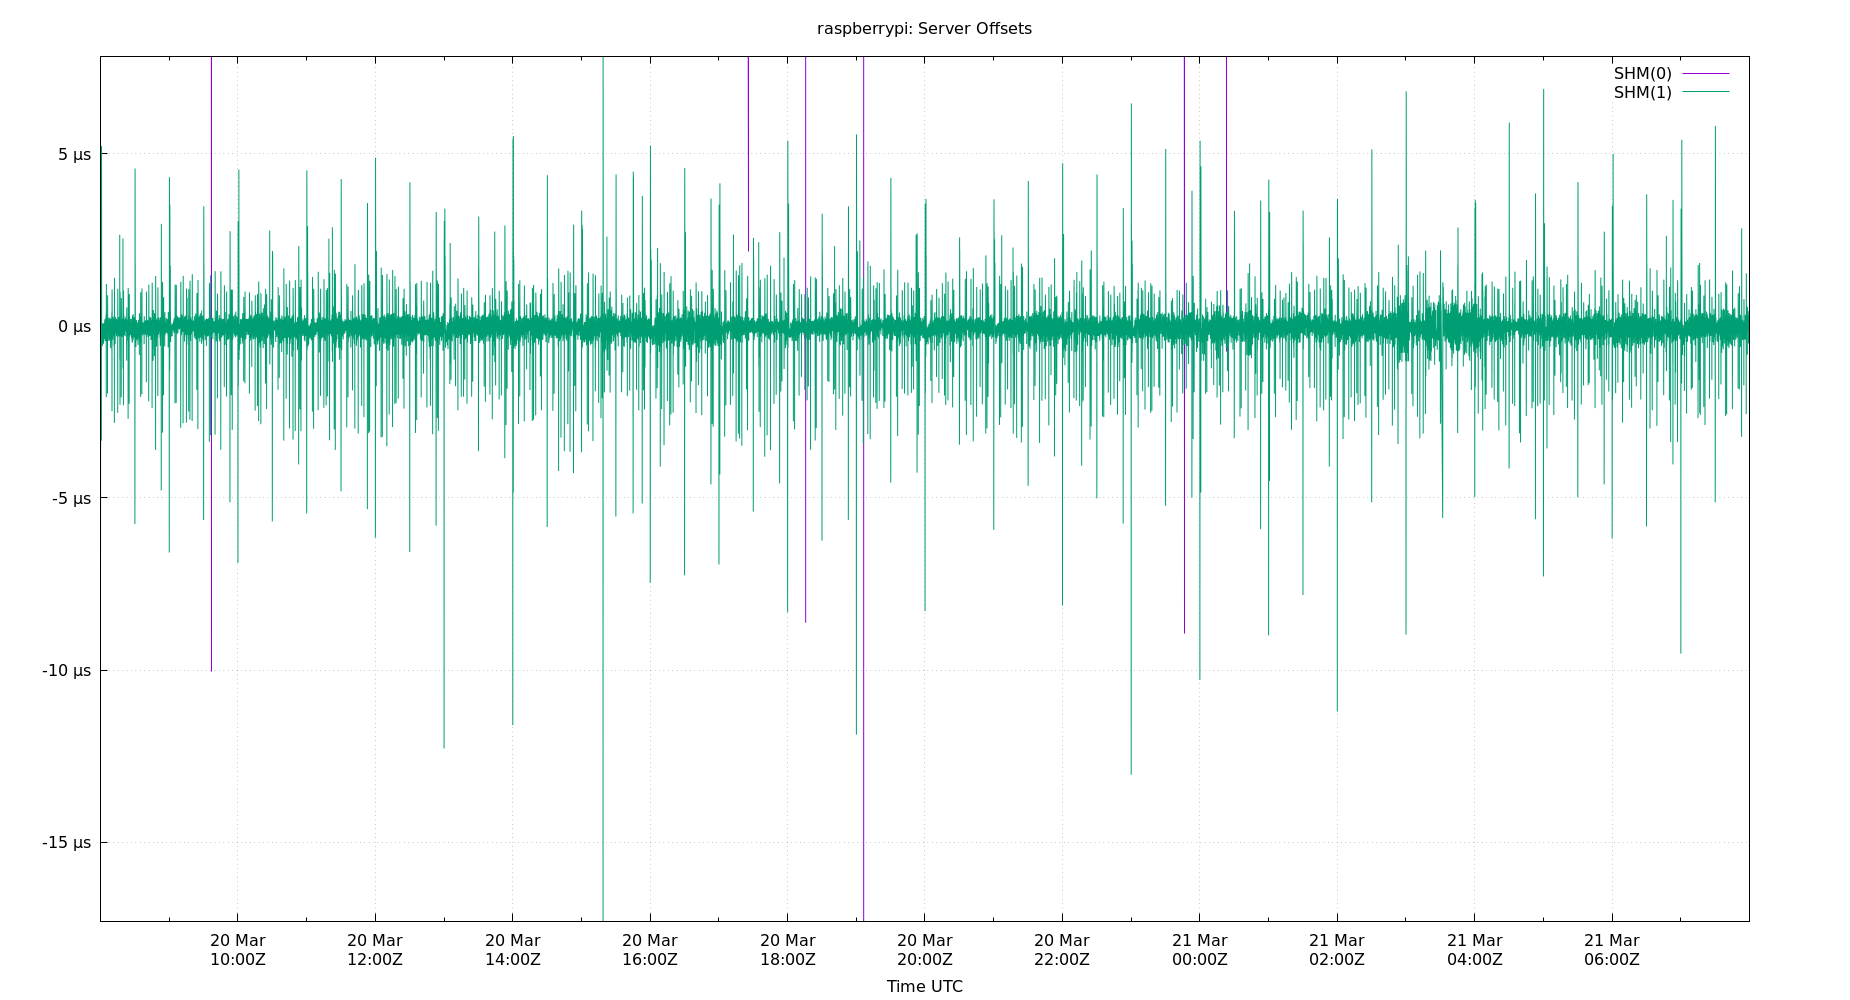 raspberrypi: Server Offsets
SHM(0)
SHM(1)
5 µs
0 µs
-5 µs
-10 µs
-15 µs
20 Mar
10:00Z
20 Mar
12:00Z
20 Mar
14:00Z
20 Mar
16:00Z
20 Mar
18:00Z
20 Mar
20:00Z
20 Mar
22:00Z
21 Mar
00:00Z
21 Mar
02:00Z
21 Mar
04:00Z
21 Mar
06:00Z
Time UTC